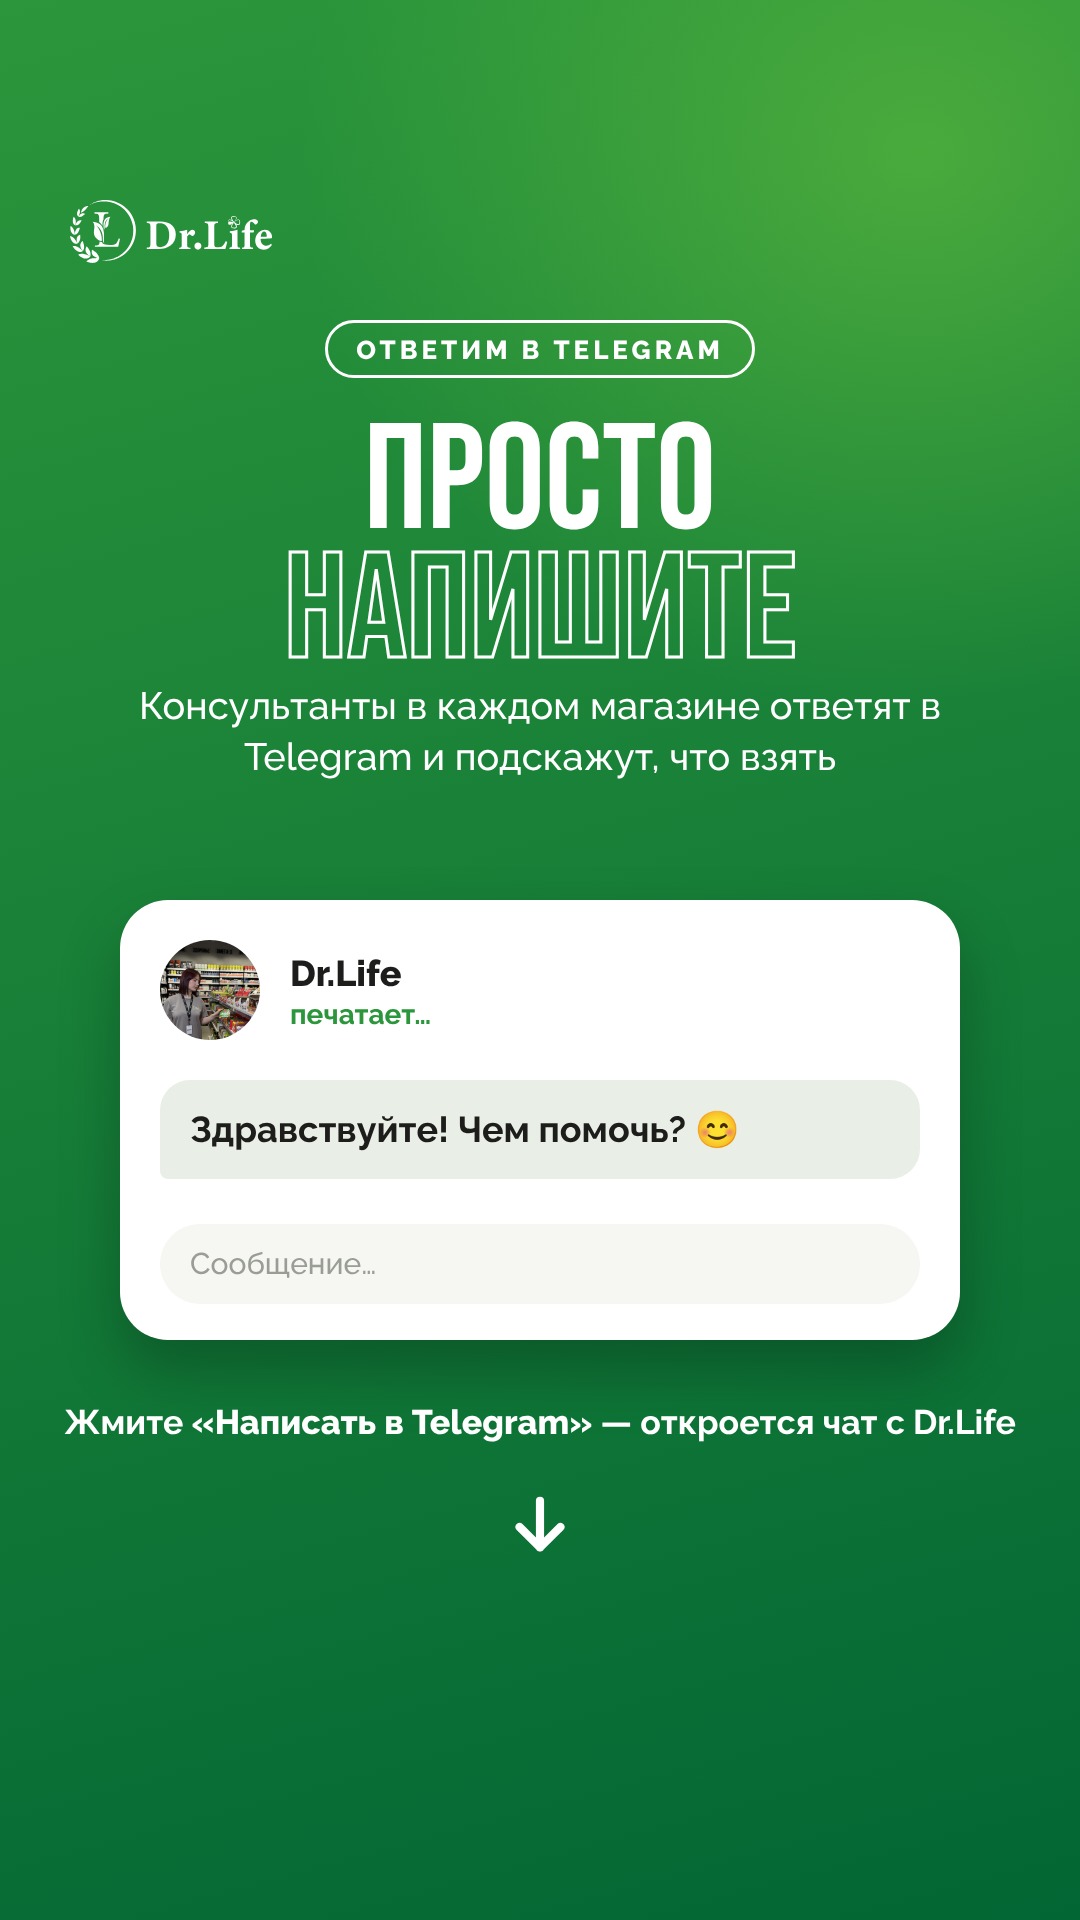 Dr.Life
ОТВЕТИМ В TELEGRAM
ПРОСТО
НАПИШИТЕ
Консультанты в каждом магазине ответят в
Telegram и подскажут, что взять
Dr.Life
печатает...
Здравствуйте! Чем помочь? 😊
Сообщение...
Жмите «Написать в Telegram» — откроется чат с Dr.Life